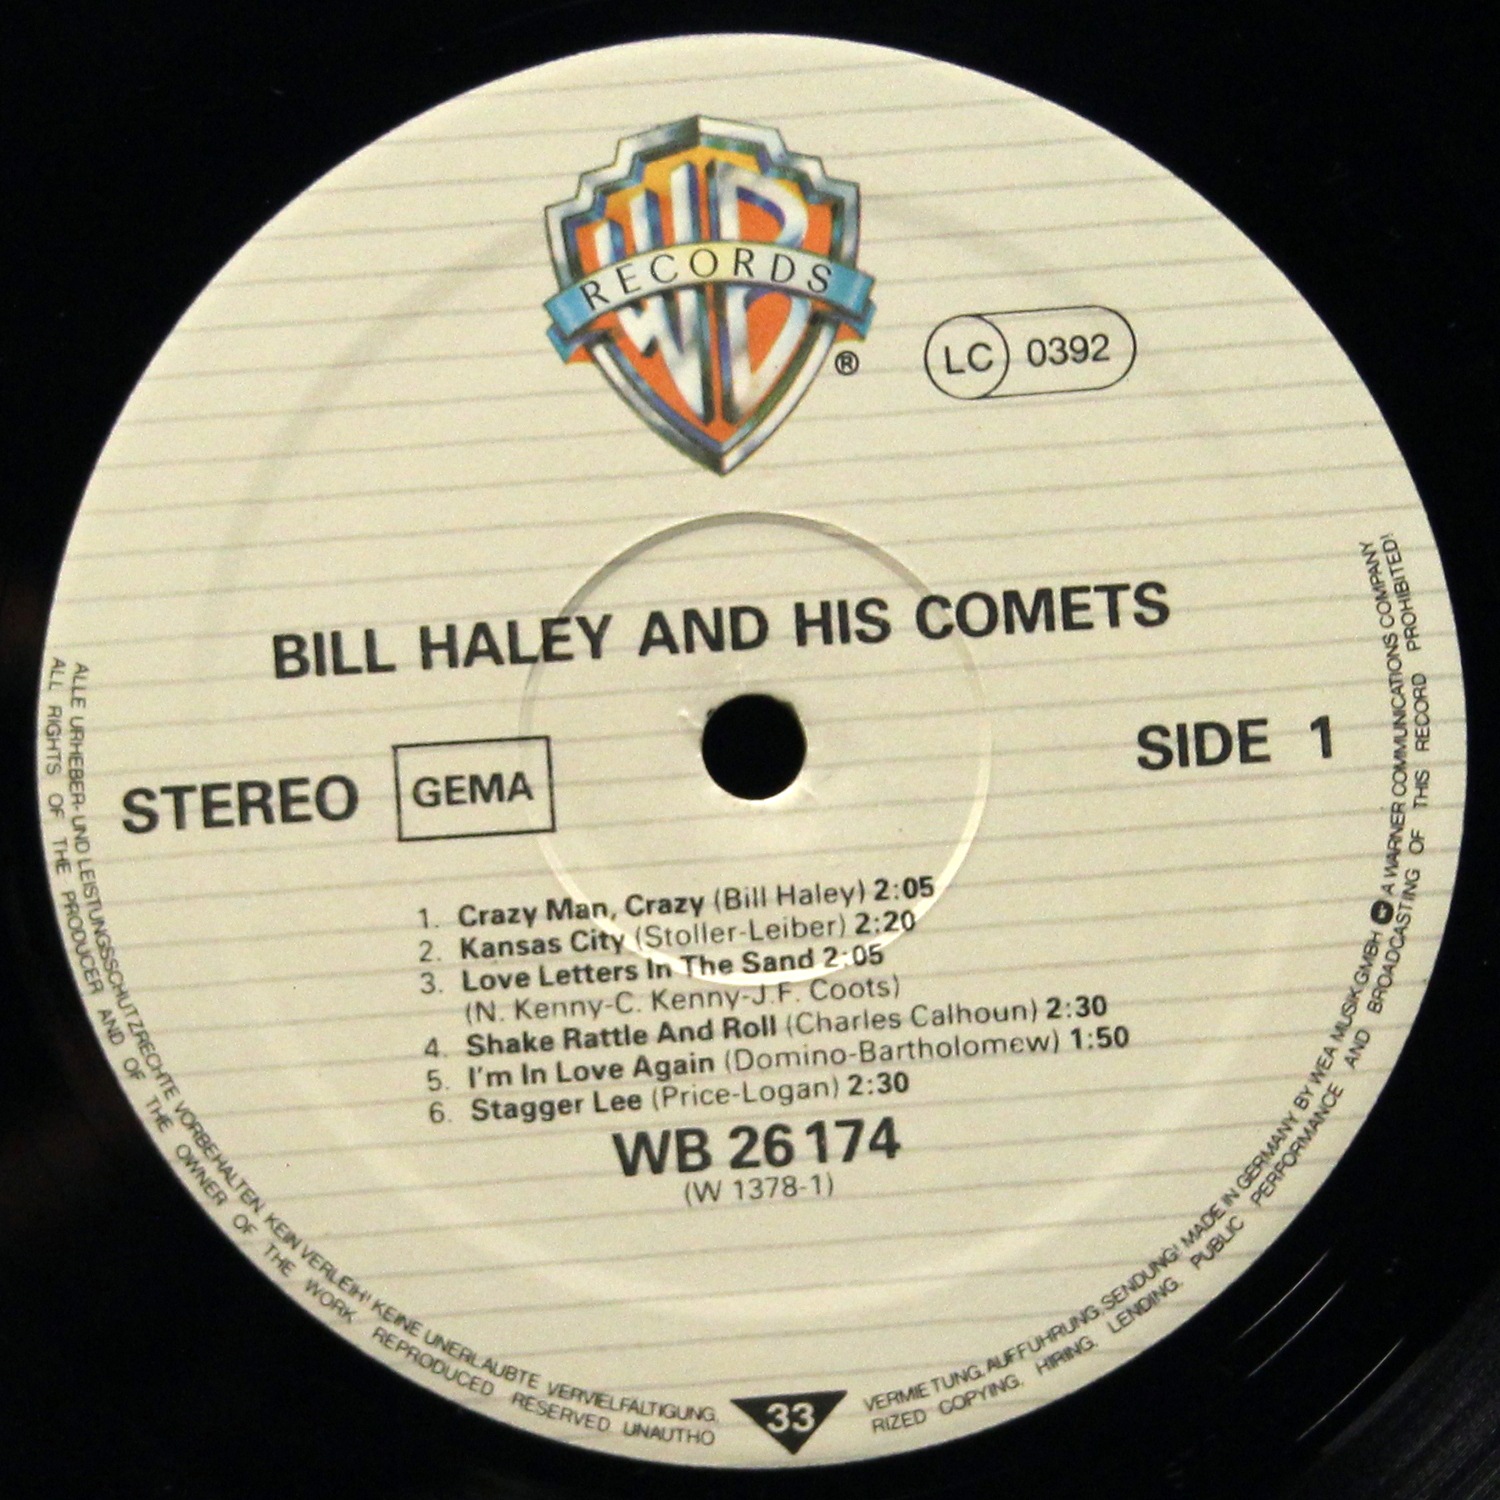 WB
RECORDS
®
LC 0392
BILL HALEY AND HIS COMETS
STEREO GEMA
SIDE 1
1. Crazy Man, Crazy (Bill Haley) 2:05
2. Kansas City (Stoller-Leiber) 2:20
3. Love Letters In The Sand 2:05
(N. Kenny-C. Kenny-J.F. Coots)
4. Shake Rattle And Roll (Charles Calhoun) 2:30
5. I'm In Love Again (Domino-Bartholomew) 1:50
6. Stagger Lee (Price-Logan) 2:30
WB 26 174
(W 1378-1)
ALLE URHEBER- UND LEISTUNGSSCHUTZRECHTE VORBEHALTEN. KEIN VERLEIH! KEINE UNERLAUBTE VERVIELFÄLTIGUNG,
ALL RIGHTS OF THE PRODUCER AND OF THE OWNER OF THE WORK REPRODUCED RESERVED UNAUTHO
33
VERMIETUNG, AUFFÜHRUNG, SENDUNG! MADE IN GERMANY BY WEA MUSIK GMBH A WARNER COMMUNICATIONS COMPANY
RIZED COPYING, HIRING, LENDING, PUBLIC PERFORMANCE AND BROADCASTING OF THIS RECORD PROHIBITED!